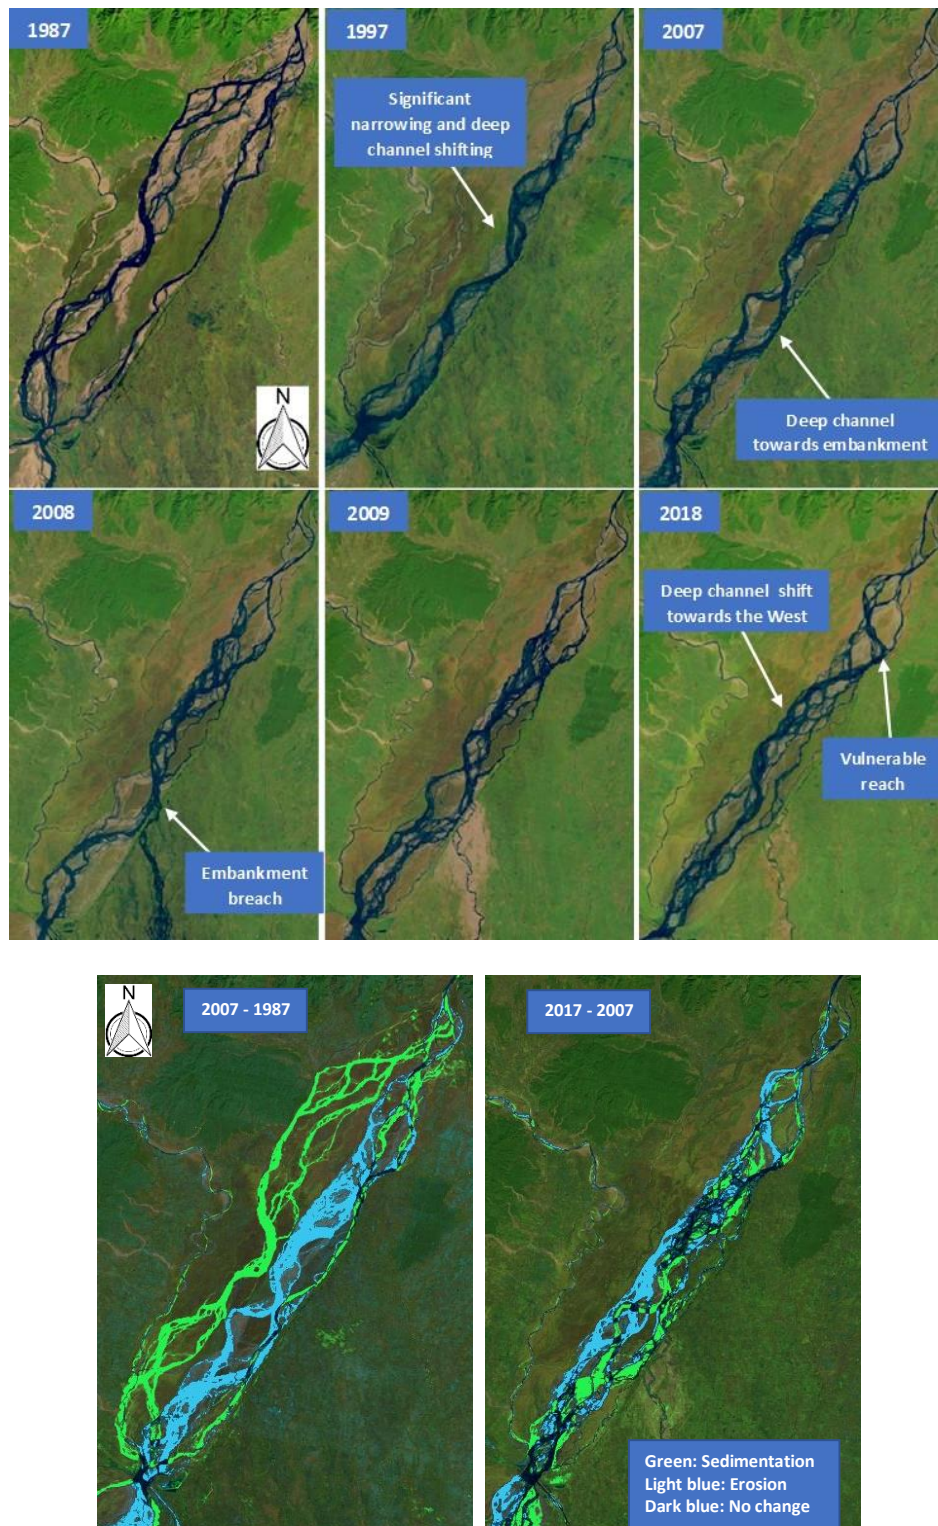 1987
1997
2007
Significant
narrowing and deep
channel shifting
N
Deep channel
towards embankment
2008
2009
2018
Deep channel shift
towards the West
Vulnerable
reach
Embankment
breach
N
2007 - 1987
2017 - 2007
Green: Sedimentation
Light blue: Erosion
Dark blue: No change